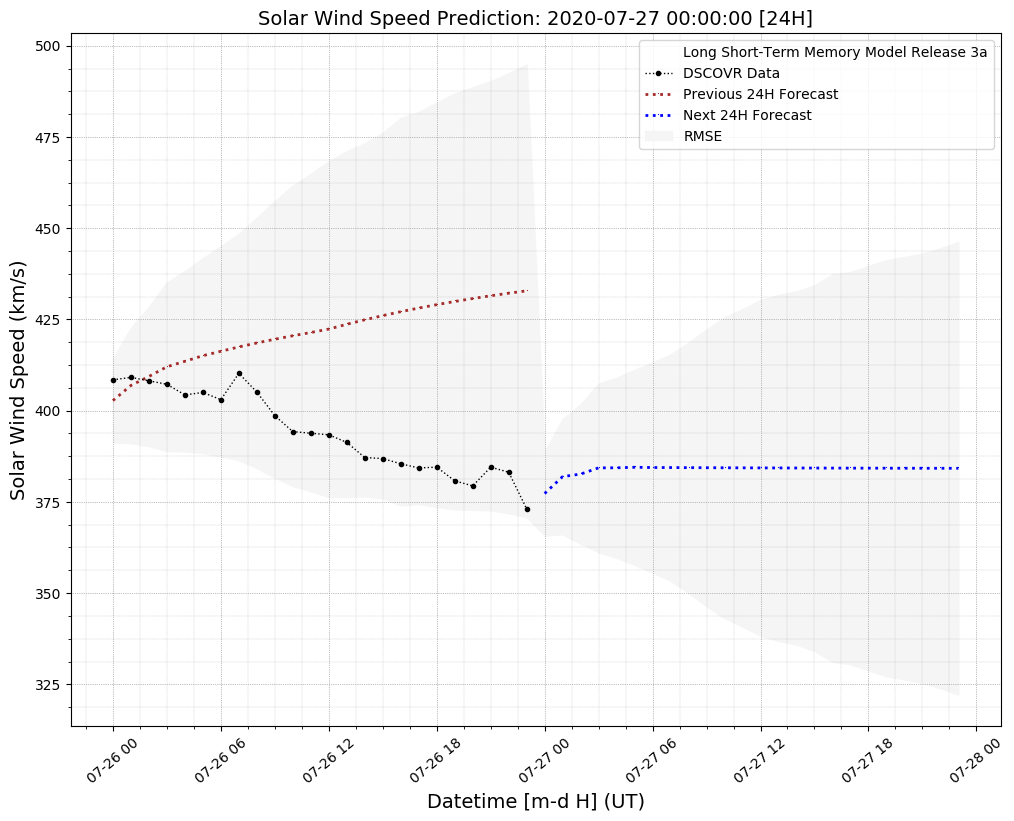 Solar Wind Speed Prediction: 2020-07-27 00:00:00 [24H]
Long Short-Term Memory Model Release 3a
DSCOVR Data
Previous 24H Forecast
Next 24H Forecast
RMSE
Solar Wind Speed (km/s)
500
475
450
425
400
375
350
325
07-26 00
07-26 06
07-26 12
07-26 18
07-27 00
07-27 06
07-27 12
07-27 18
07-28 00
Datetime [m-d H] (UT)